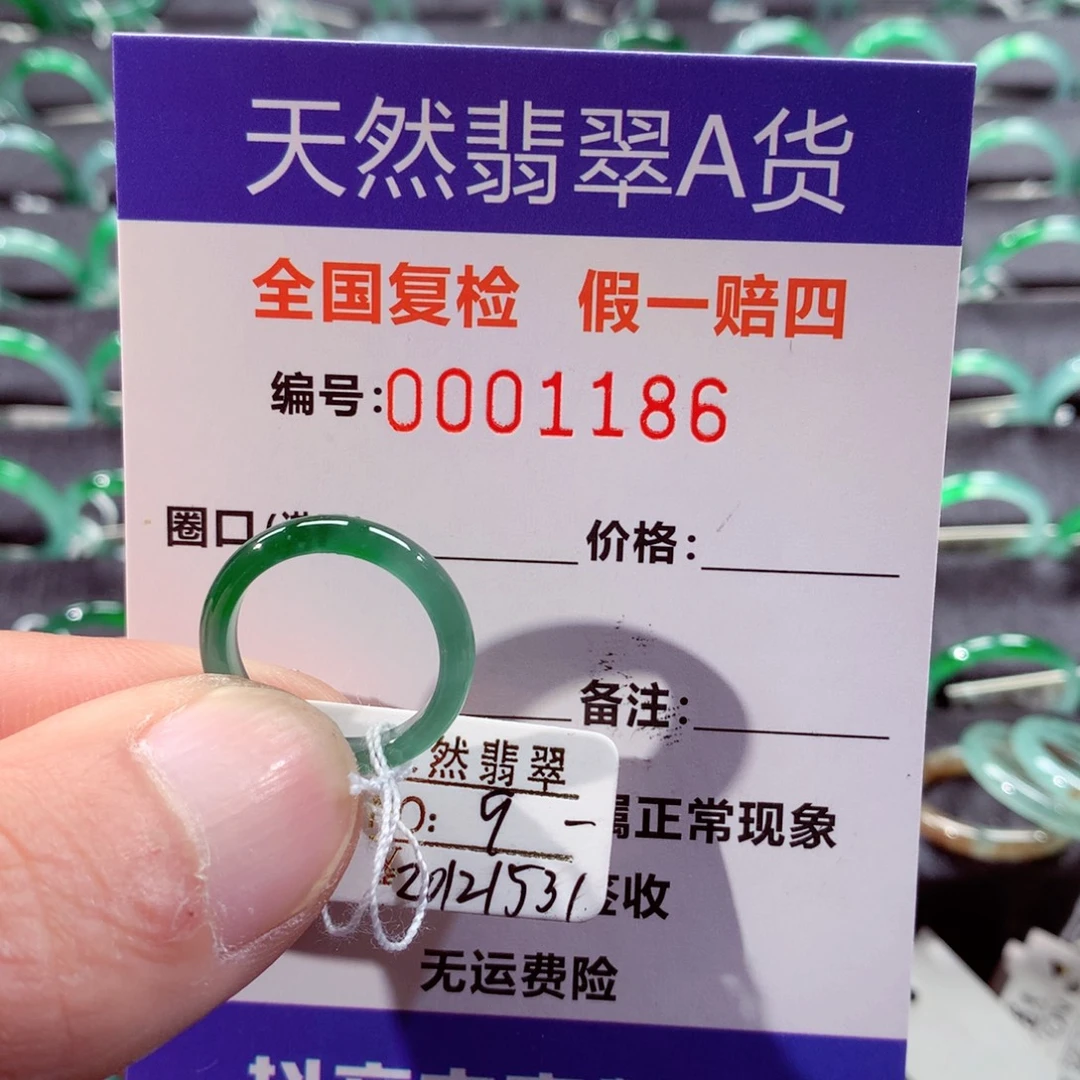 天然翡翠A货
全国复检 假一赔四
编号:0001186
圈口 价格:
备注:
然翡翠
O: 9 -
¥20121531
属正常现象
签收
无运费险